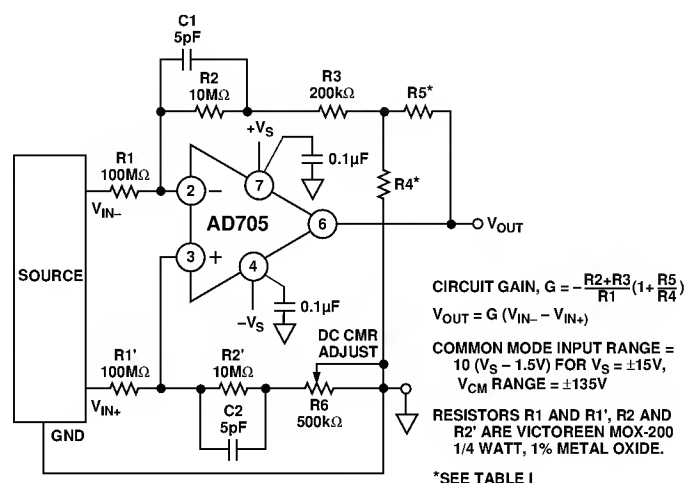 C1
5pF
R2
10MΩ
R3
200kΩ
R5*
+VS
0.1µF
R4*
R1
100MΩ
VIN–
2
–
7
AD705
6
VOUT
SOURCE
3
+
4
0.1µF
–VS
R1'
100MΩ
VIN+
R2'
10MΩ
C2
5pF
DC CMR
ADJUST
R6
500kΩ
GND
CIRCUIT GAIN, G = – R2+R3/R1 (1+ R5/R4)
VOUT = G (VIN– – VIN+)
COMMON MODE INPUT RANGE =
10 (VS – 1.5V) FOR VS = ±15V,
VCM RANGE = ±135V
RESISTORS R1 AND R1', R2 AND
R2' ARE VICTOREEN MOX-200
1/4 WATT, 1% METAL OXIDE.
*SEE TABLE I